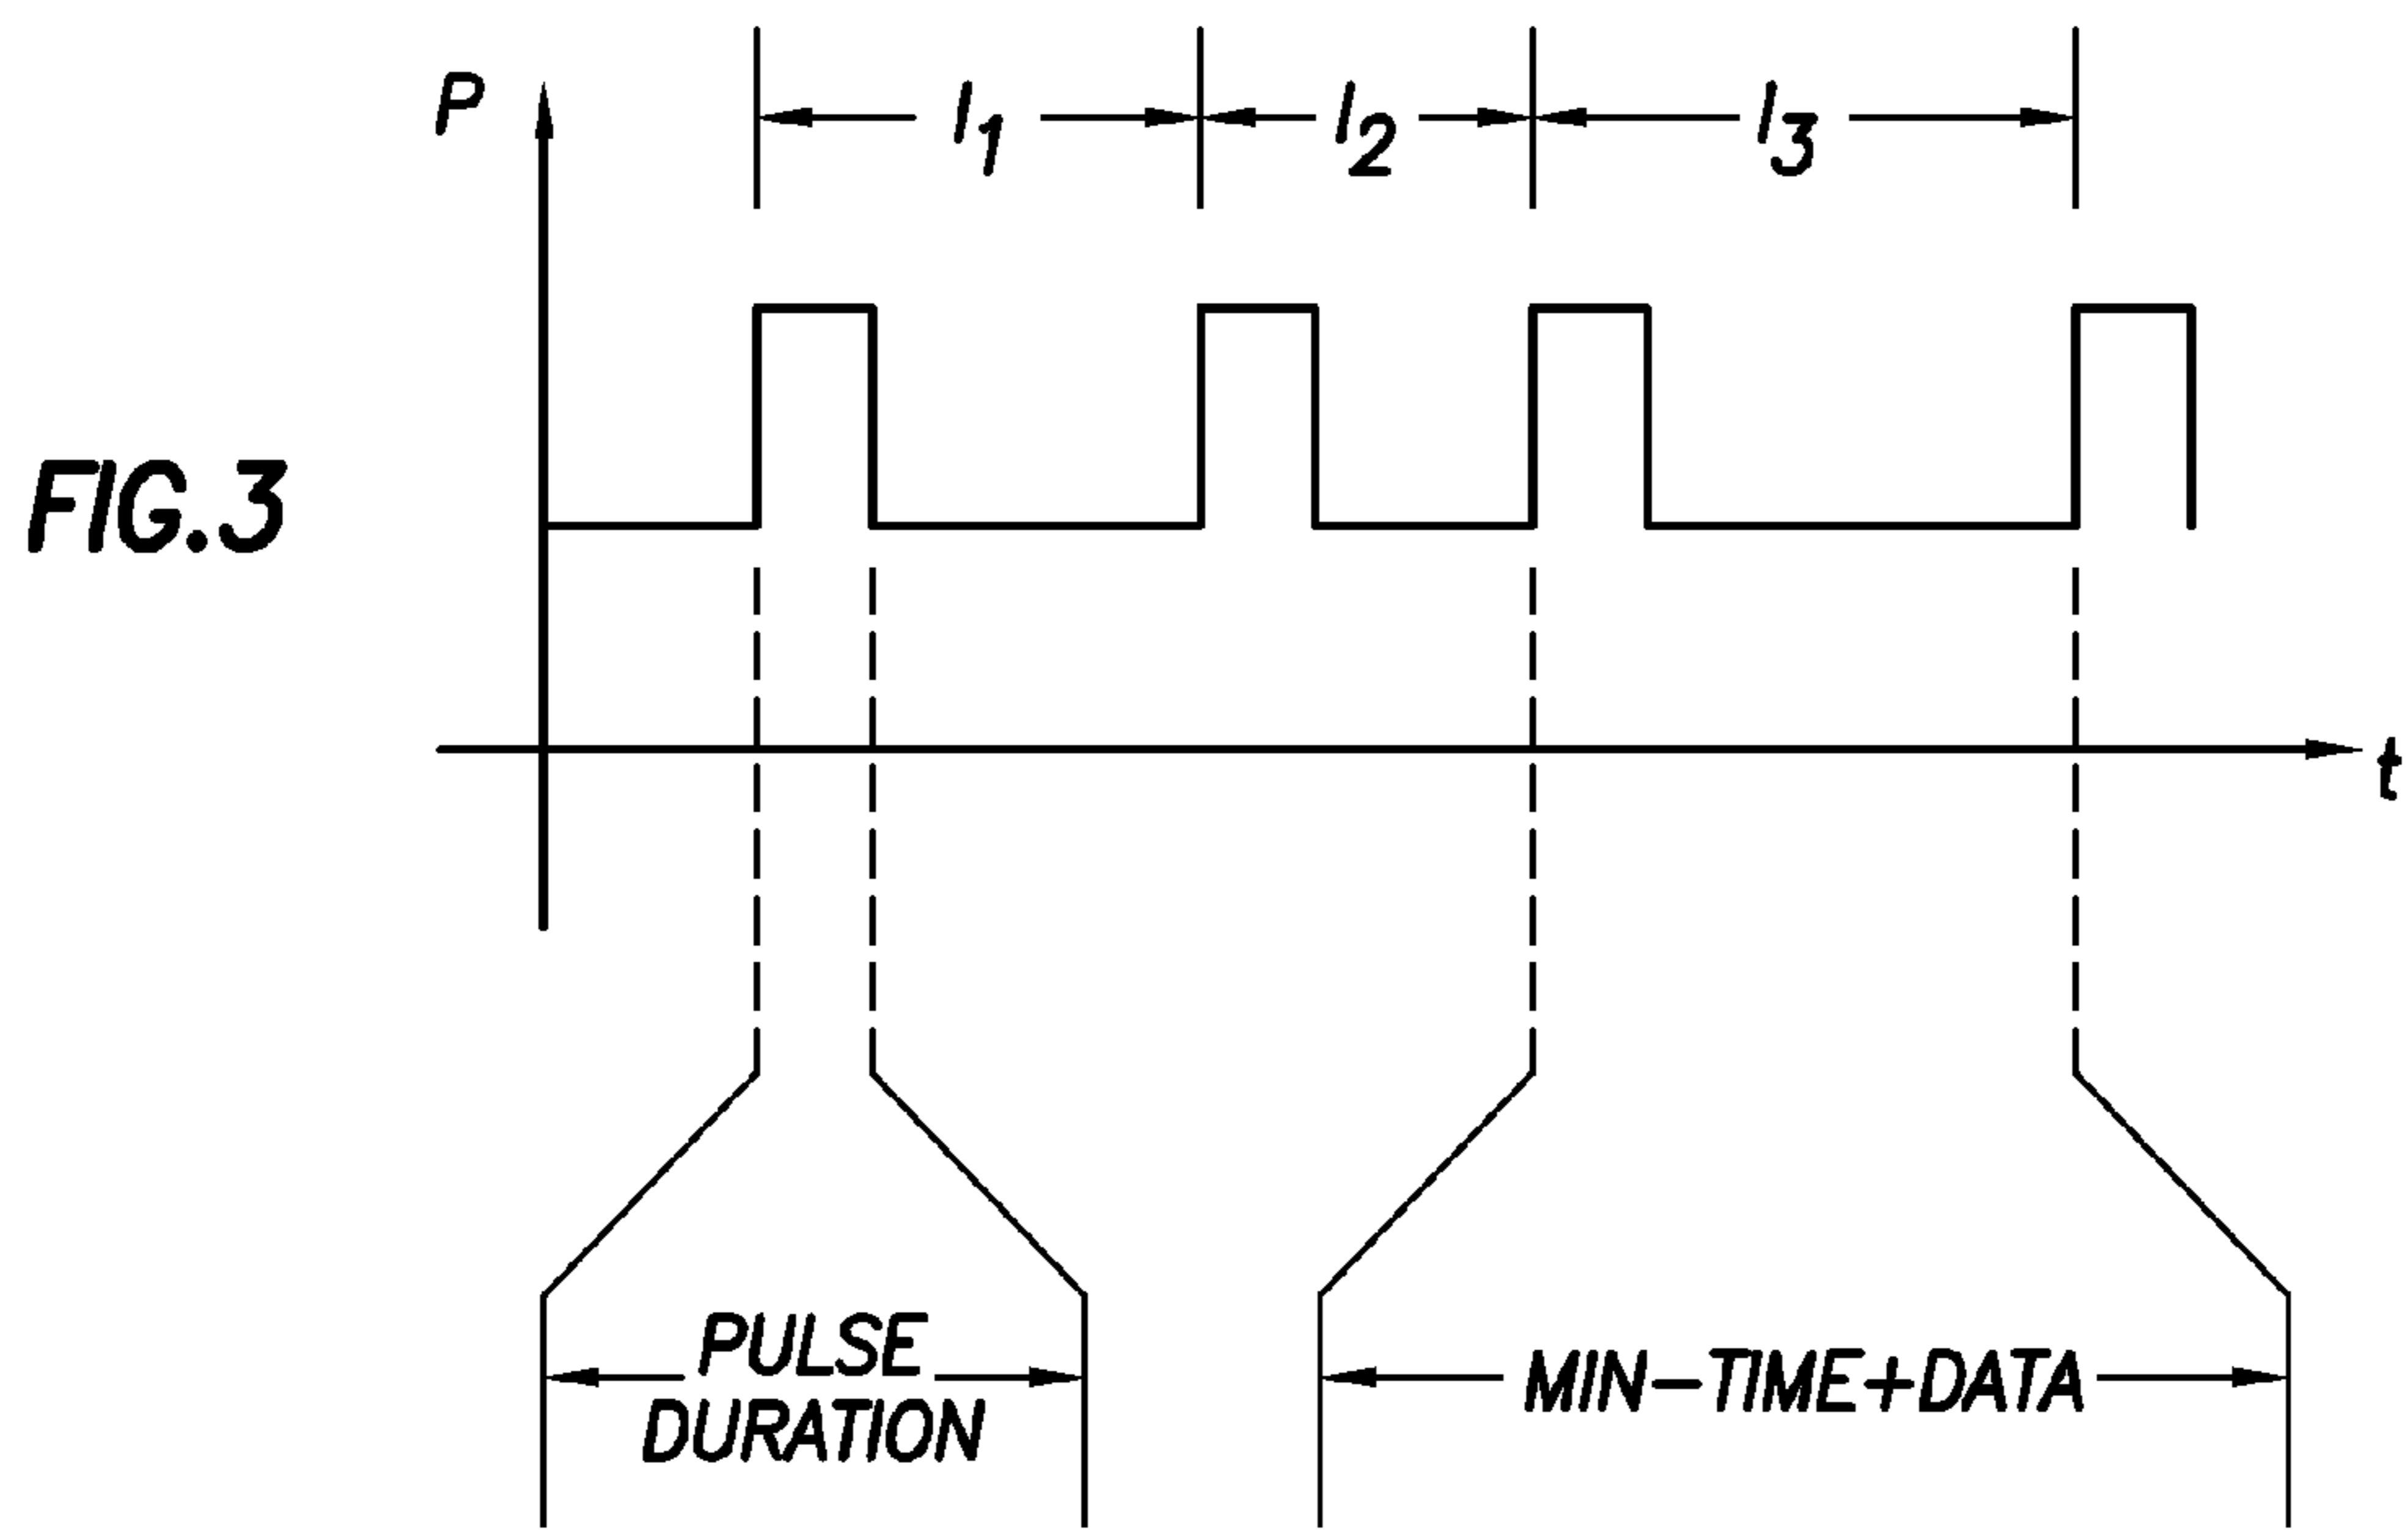 P
I1
I2
I3
FIG.3
t
PULSE
DURATION
MIN-TIME+DATA